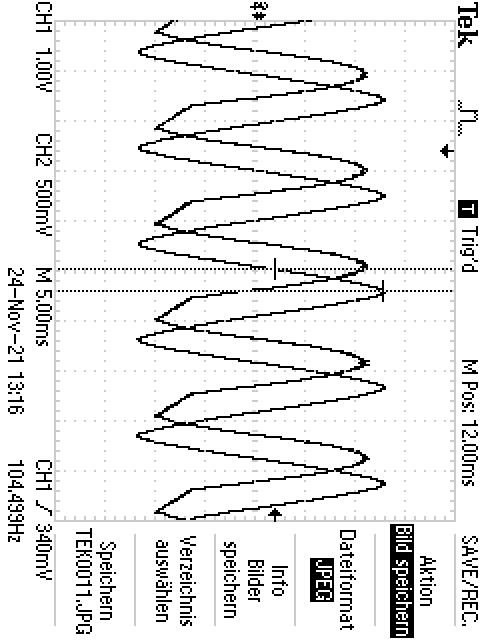 Tek
T Trig'd
M Pos: 12.00ms
SAVE/REC.
Aktion
Bild speichern
Dateiformat
JPEG
Info
Bilder
speichern
Verzeichnis
auswählen
Speichern
TEK0011.JPG
CH1 1.00V
CH2 500mV
M 5.00ms
CH1 / 340mV
24-Nov-21 13:16
104.499Hz